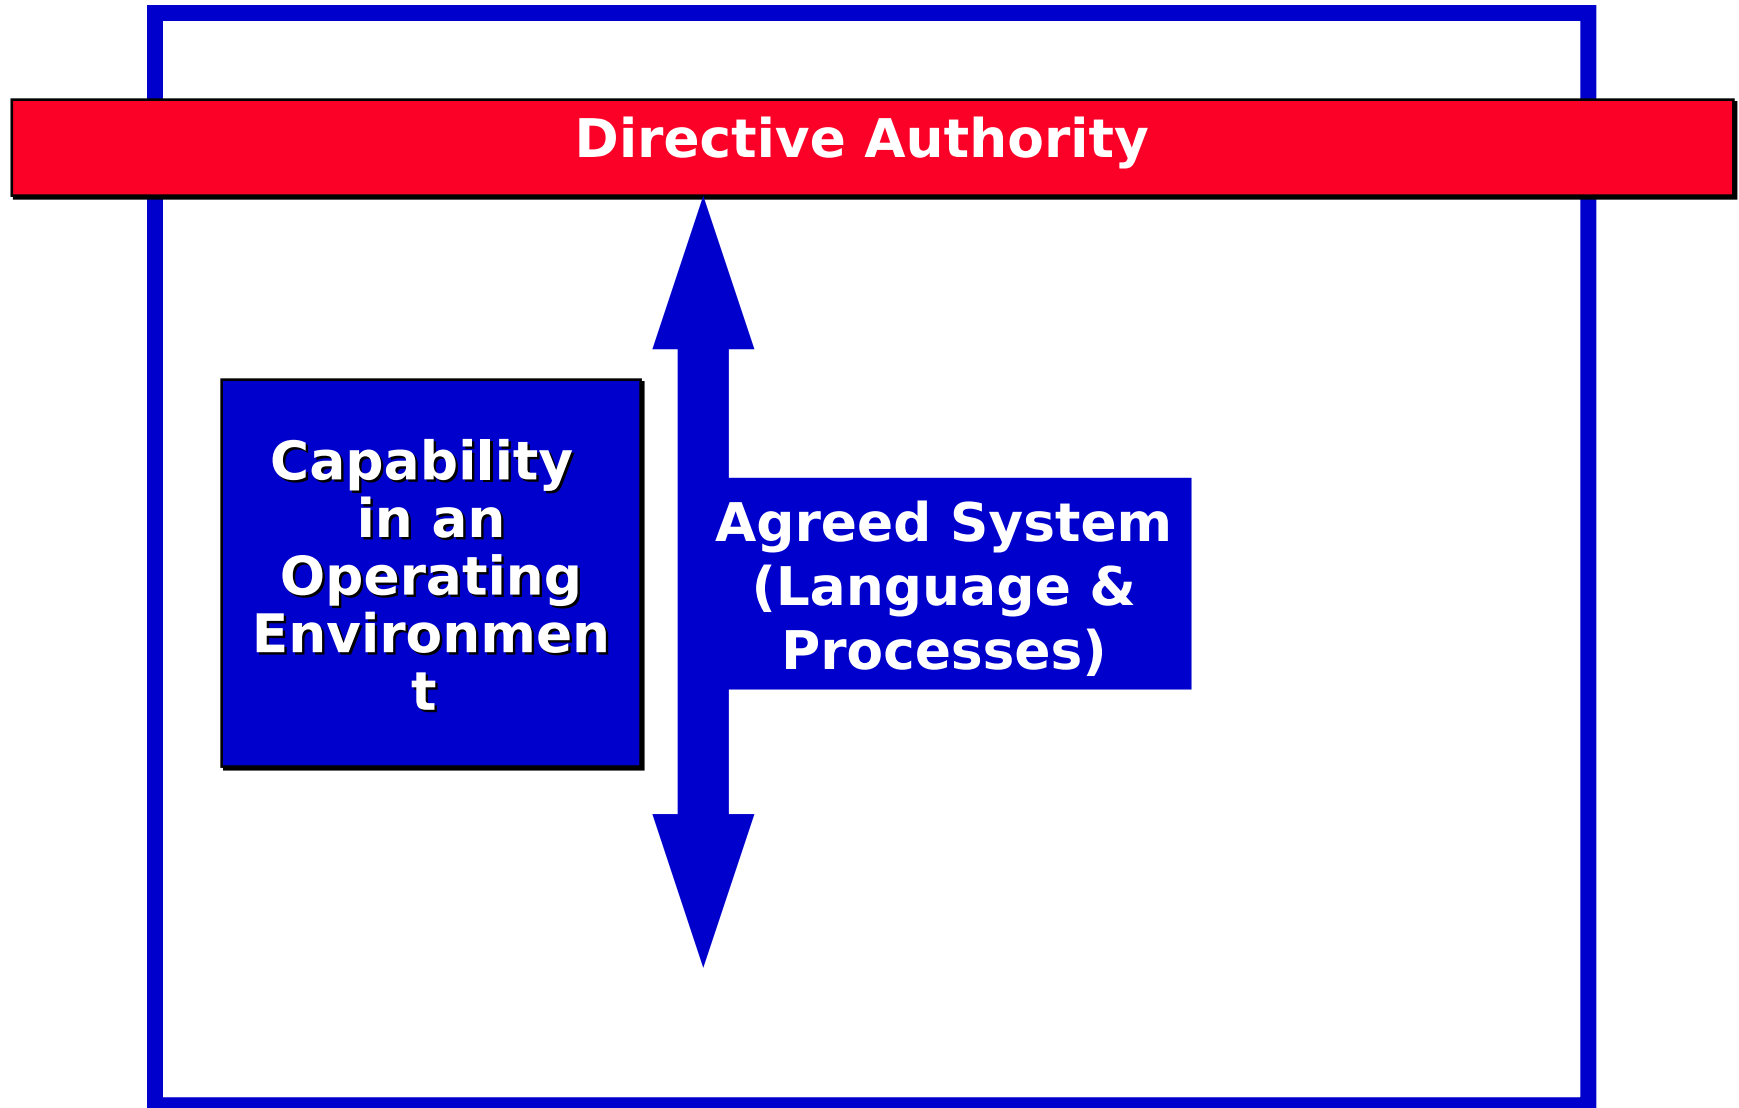 Directive Authority
Capability
in an
Operating
Environmen
t
Agreed System
(Language &
Processes)